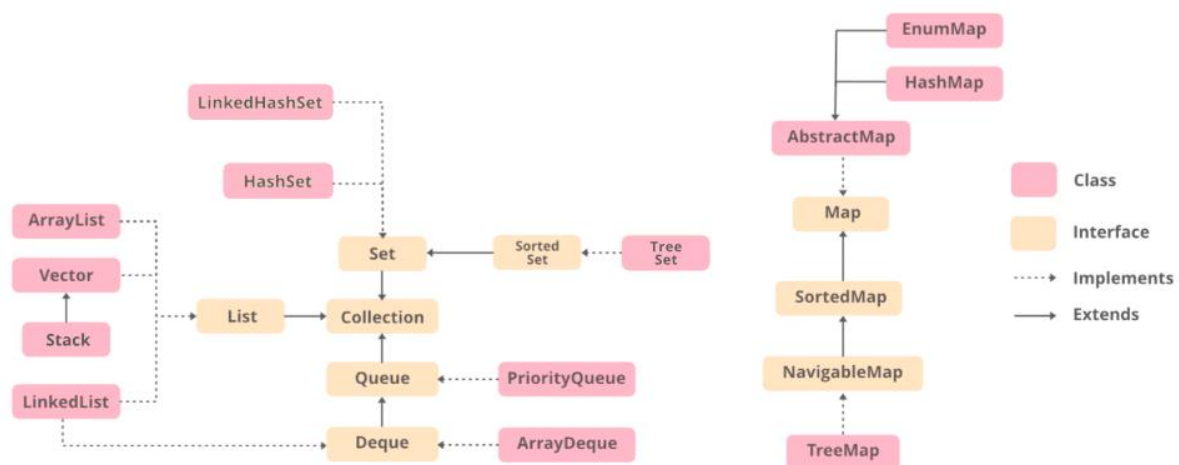 EnumMap
HashMap
LinkedHashSet
AbstractMap
HashSet
Class
ArrayList
Map
Interface
Set
Sorted
Set
Tree
Set
Vector
Implements
SortedMap
List
Collection
Extends
Stack
Queue
PriorityQueue
NavigableMap
LinkedList
Deque
ArrayDeque
TreeMap